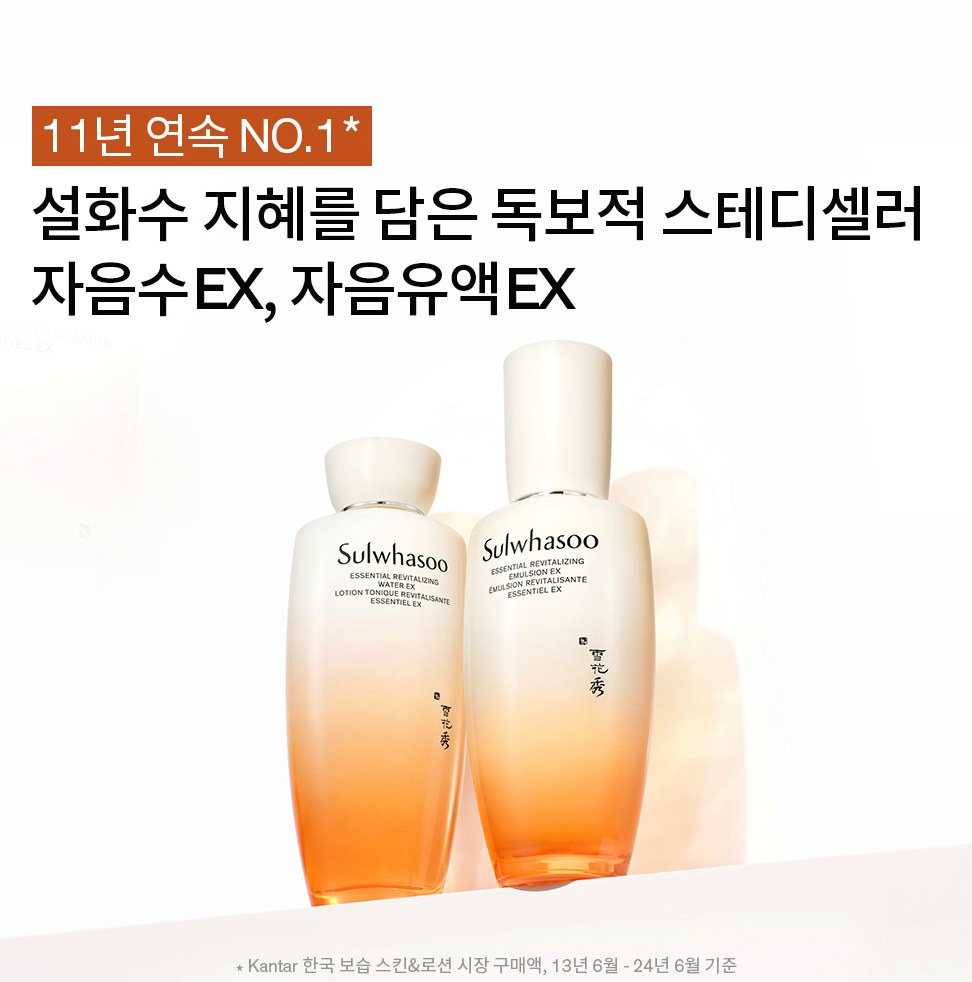 11년 연속 NO.1*
설화수 지혜를 담은 독보적 스테디셀러
자음수EX, 자음유액EX
Sulwhasoo
ESSENTIAL REVITALIZING
WATER EX
LOTION TONIQUE REVITALISANTE
ESSENTIEL EX
雪花秀
Sulwhasoo
ESSENTIAL REVITALIZING
EMULSION EX
ÉMULSION REVITALISANTE
ESSENTIEL EX
雪花秀
* Kantar 한국 보습 스킨&로션 시장 구매액, 13년 6월 - 24년 6월 기준